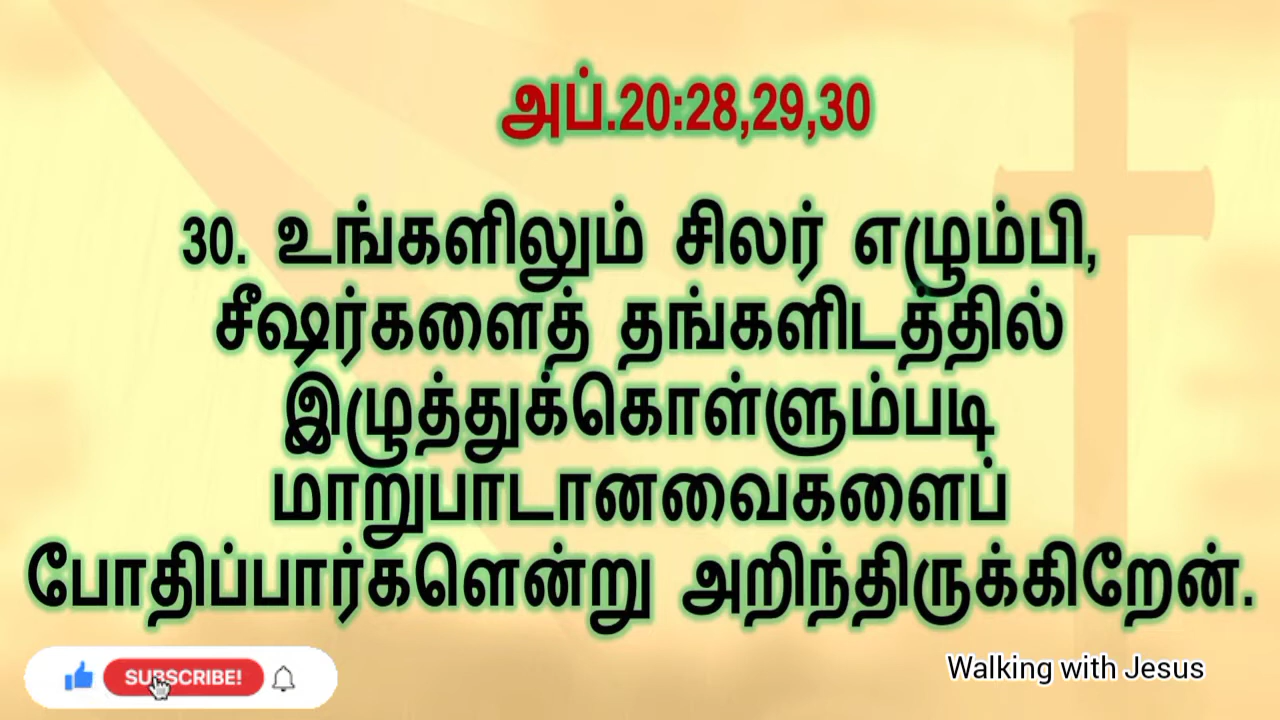 அப்.20:28,29,30
30. உங்களிலும் சிலர் எழும்பி,
சீஷர்களைத் தங்களிடத்தில்
இழுத்துக்கொள்ளும்படி
மாறுபாடானவைகளைப்
போதிப்பார்களென்று அறிந்திருக்கிறேன்.
SUBSCRIBE!
Walking with Jesus